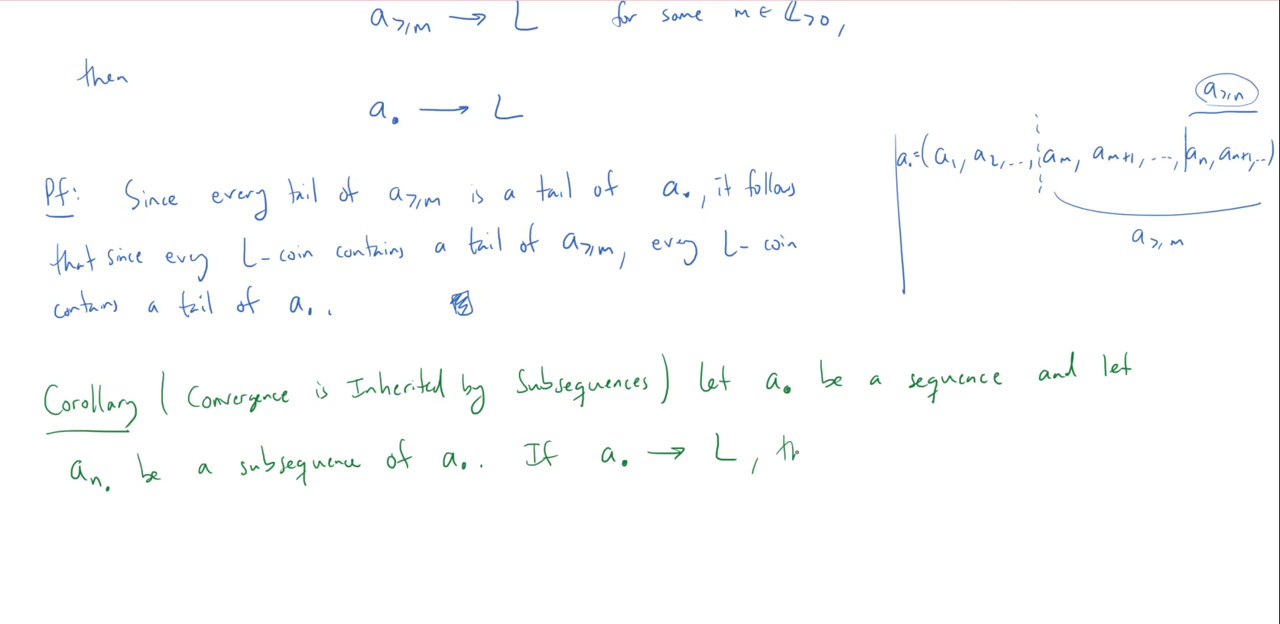 a≥m → L for some m ∈ ℤ>0,
then
a• → L
Pf: Since every tail of a≥m is a tail of a•, it follows
that since evey L-coin contains a tail of a≥m, every L-coin
contains a tail of a•.
a≥n
a•=(a1, a2,..., am, am+1, ..., an, an+1,..)
a≥m
Corollary (Convergence is Inherited by Subsequences) Let a• be a sequence and let
an• be a subsequence of a•. If a• → L, th